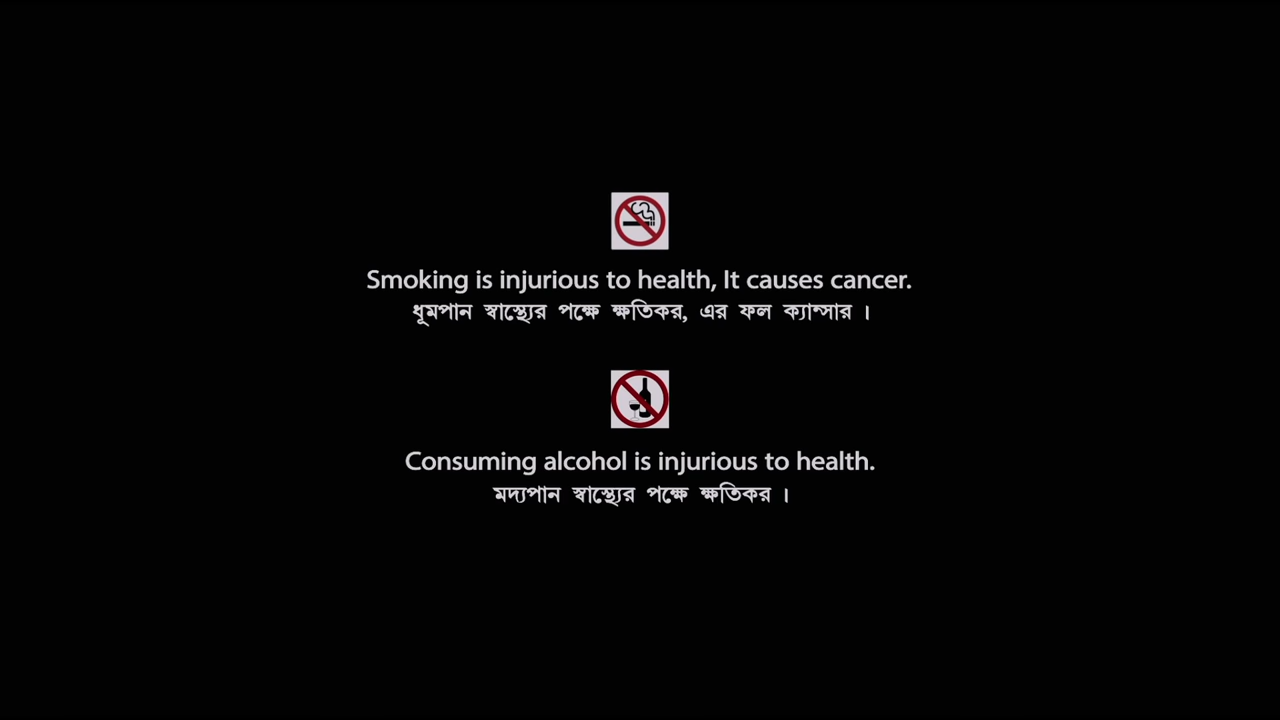 Smoking is injurious to health, It causes cancer.
ধূমপান স্বাস্থ্যের পক্ষে ক্ষতিকর, এর ফল ক্যান্সার ।
Consuming alcohol is injurious to health.
মদ্যপান স্বাস্থ্যের পক্ষে ক্ষতিকর ।